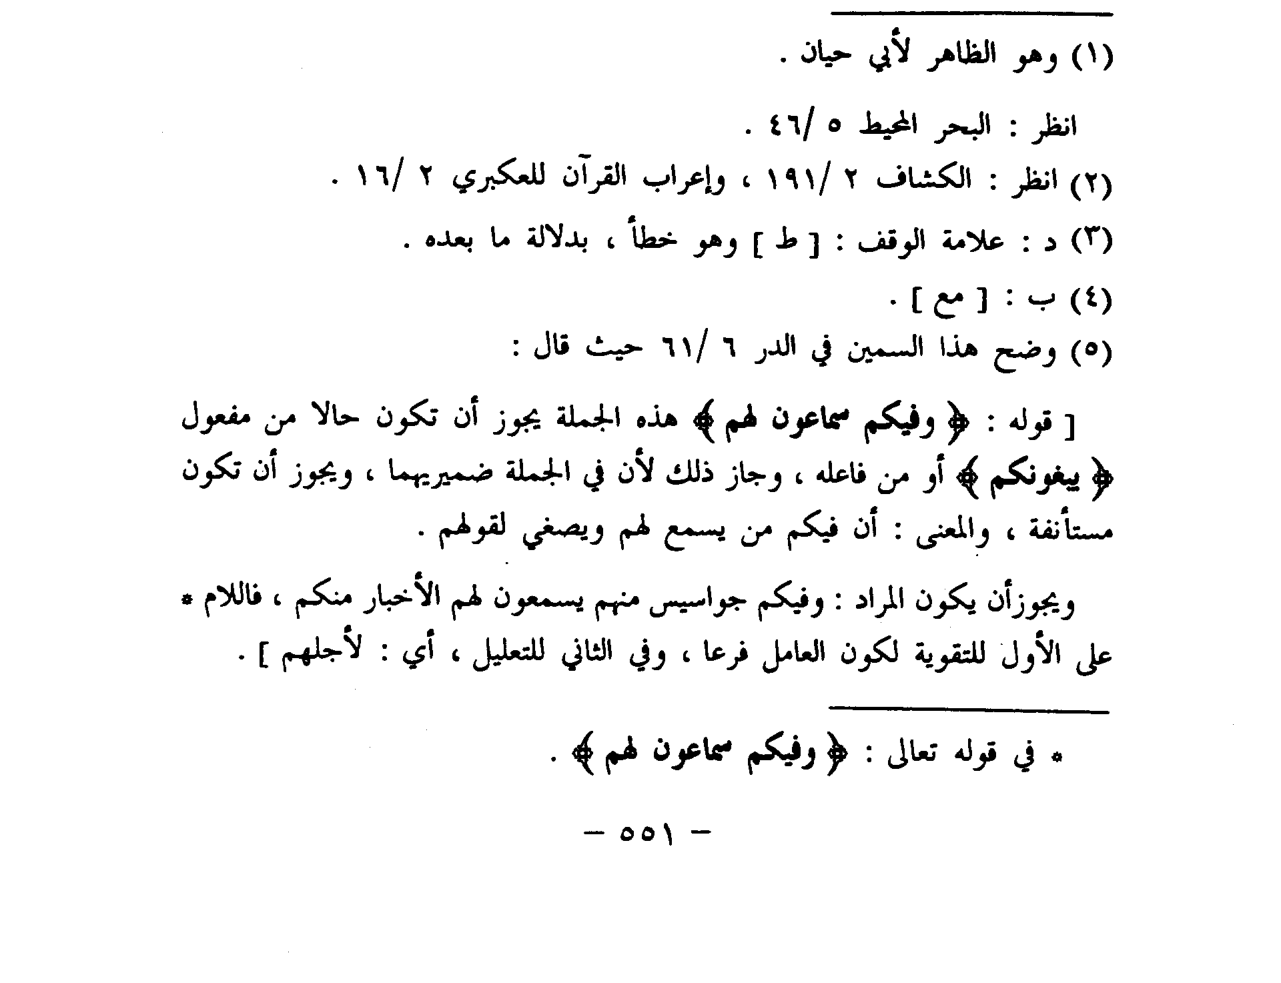 (١) وهو الظاهر لأبي حيان .
انظر : البحر المحيط ٥ /٤٦ .
(٢) انظر : الكشاف ٢ /١٩١ ، وإعراب القرآن للعكبري ٢ /١٦ .
(٣) د : علامة الوقف : [ ط ] وهو خطأ ، بدلالة ما بعده .
(٤) ب : [ مع ] .
(٥) وضح هذا السمين في الدر ٦ /٦١ حيث قال :
[ قوله : ﴿ وفيكم سماعون لهم ﴾ هذه الجملة يجوز أن تكون حالا من مفعول
﴿ يبغونكم ﴾ أو من فاعله ، وجاز ذلك لأن في الجملة ضميريهما ، ويجوز أن تكون
مستأنفة ، والمعنى : أن فيكم من يسمع لهم ويصغي لقولهم .
ويجوزأن يكون المراد : وفيكم جواسيس منهم يسمعون لهم الأخبار منكم ، فاللام *
على الأول للتقوية لكون العامل فرعا ، وفي الثاني للتعليل ، أي : لأجلهم ] .
* في قوله تعالى : ﴿ وفيكم سماعون لهم ﴾ .
– ٥٥١ –